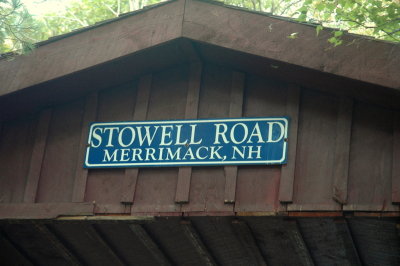 STOWELL ROAD
MERRIMACK, NH